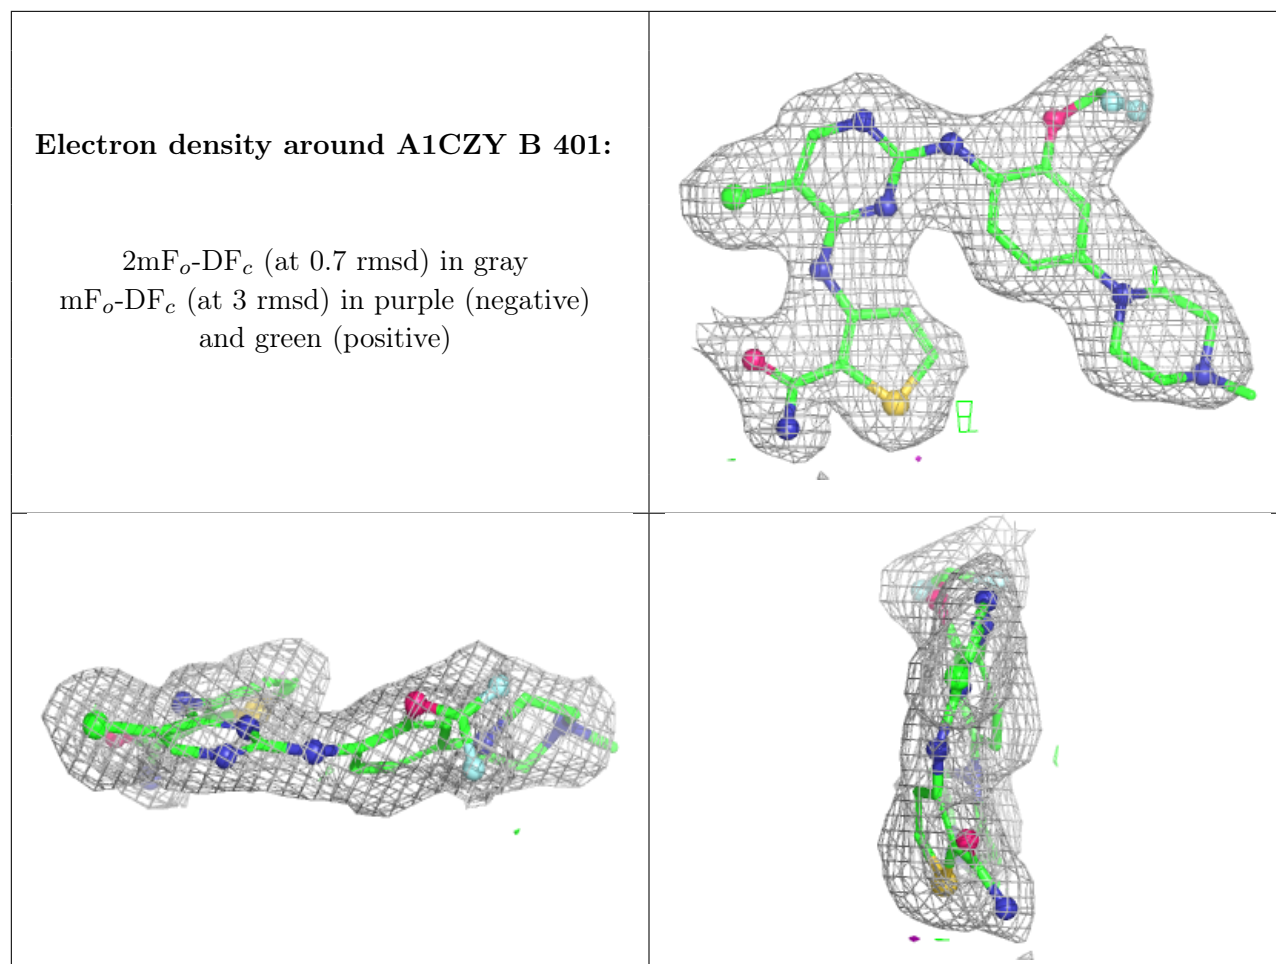 Electron density around A1CZY B 401:
2mFo-DFc (at 0.7 rmsd) in gray
mFo-DFc (at 3 rmsd) in purple (negative)
and green (positive)